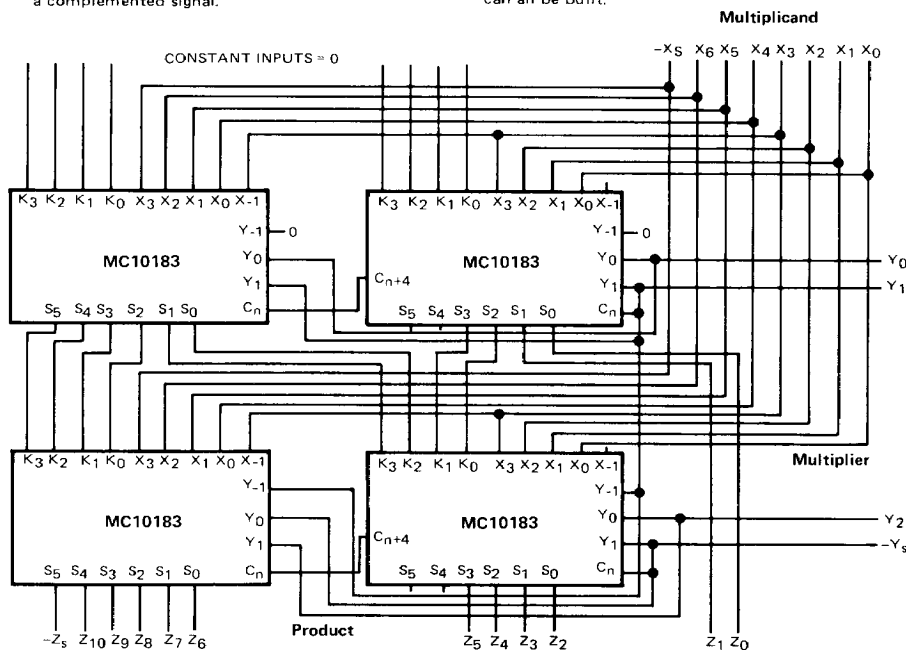 a complemented signal.
can all be built.
Multiplicand
CONSTANT INPUTS = 0
-XS X6 X5 X4 X3 X2 X1 X0
K3 K2 K1 K0 X3 X2 X1 X0 X-1
K3 K2 K1 K0 X3 X2 X1 X0 X-1
Y-1 0
Y-1 0
MC10183
MC10183
Y0
Y0
Y0
Y1
Cn+4
Y1
Y1
Cn
Cn
S5 S4 S3 S2 S1 S0
S5 S4 S3 S2 S1 S0
K3 K2 K1 K0 X3 X2 X1 X0 X-1
K3 K2 K1 K0 X3 X2 X1 X0 X-1
Multiplier
Y-1
Y-1
MC10183
MC10183
Y0
Y0
Y2
Y1
Cn+4
Y1
-Ys
Cn
Cn
S5 S4 S3 S2 S1 S0
S5 S4 S3 S2 S1 S0
Product
-Zs Z10 Z9 Z8 Z7 Z6
Z5 Z4 Z3 Z2
Z1 Z0